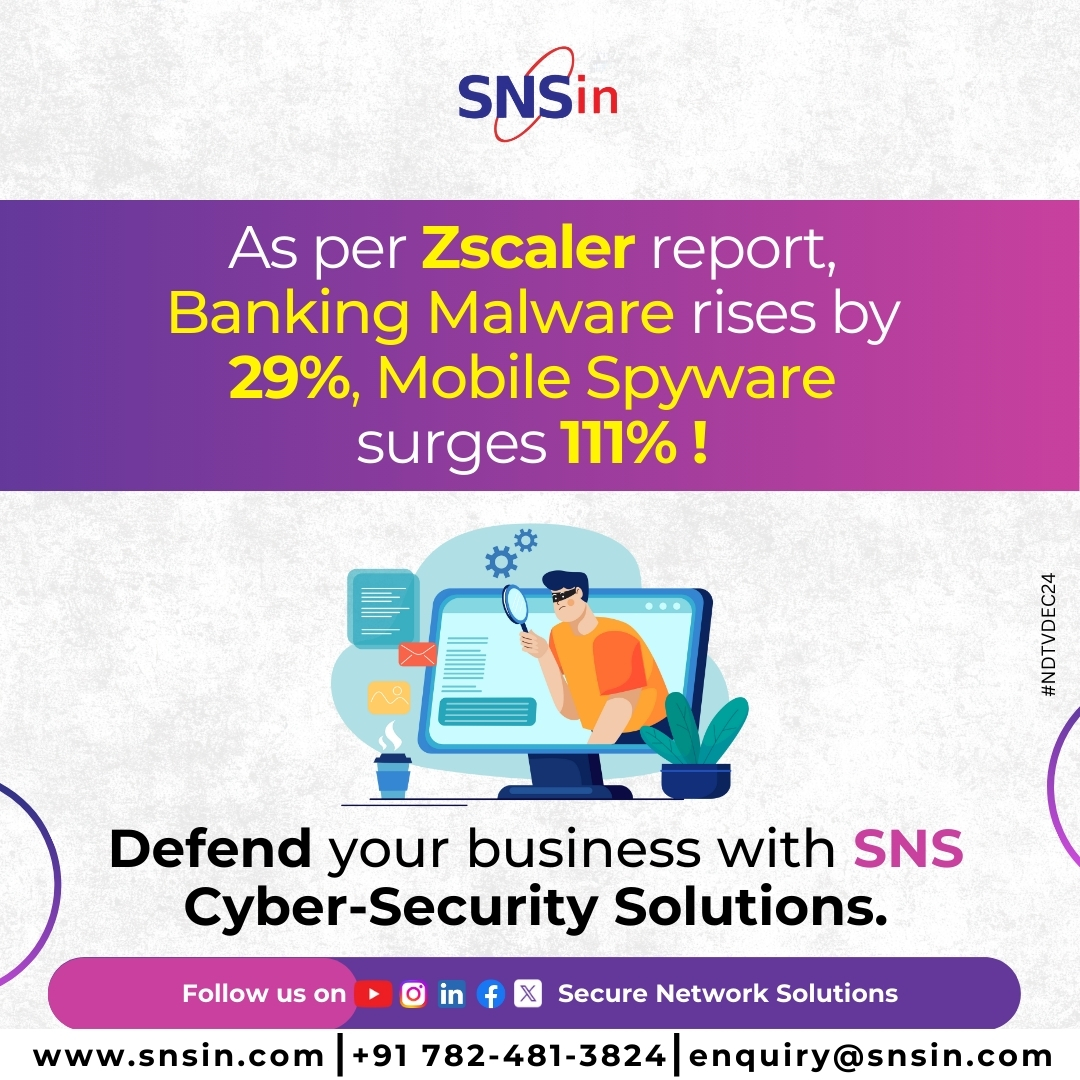 SNSin
As per Zscaler report,
Banking Malware rises by
29%, Mobile Spyware
surges 111% !
#NDTVDEC24
Defend your business with SNS
Cyber-Security Solutions.
Follow us on Secure Network Solutions
www.snsin.com |+91 782-481-3824|enquiry@snsin.com